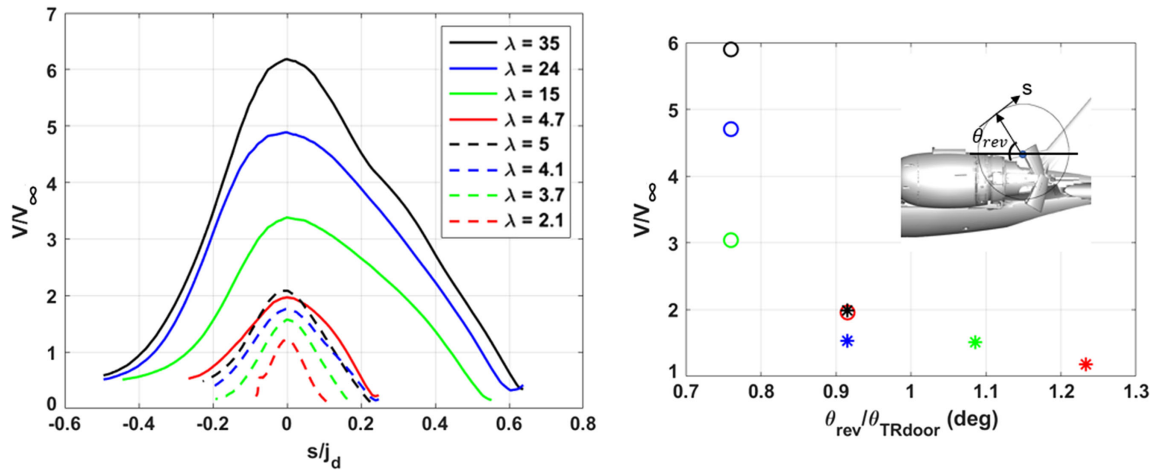 7
6
5
4
3
2
1
0
-0.6
-0.4
-0.2
0
0.2
0.4
0.6
0.8
V/V∞
s/jd
λ = 35
λ = 24
λ = 15
λ = 4.7
λ = 5
λ = 4.1
λ = 3.7
λ = 2.1
6
5
4
3
2
1
0.7
0.8
0.9
1
1.1
1.2
1.3
V/V∞
θrev/θTRdoor (deg)
s
θrev